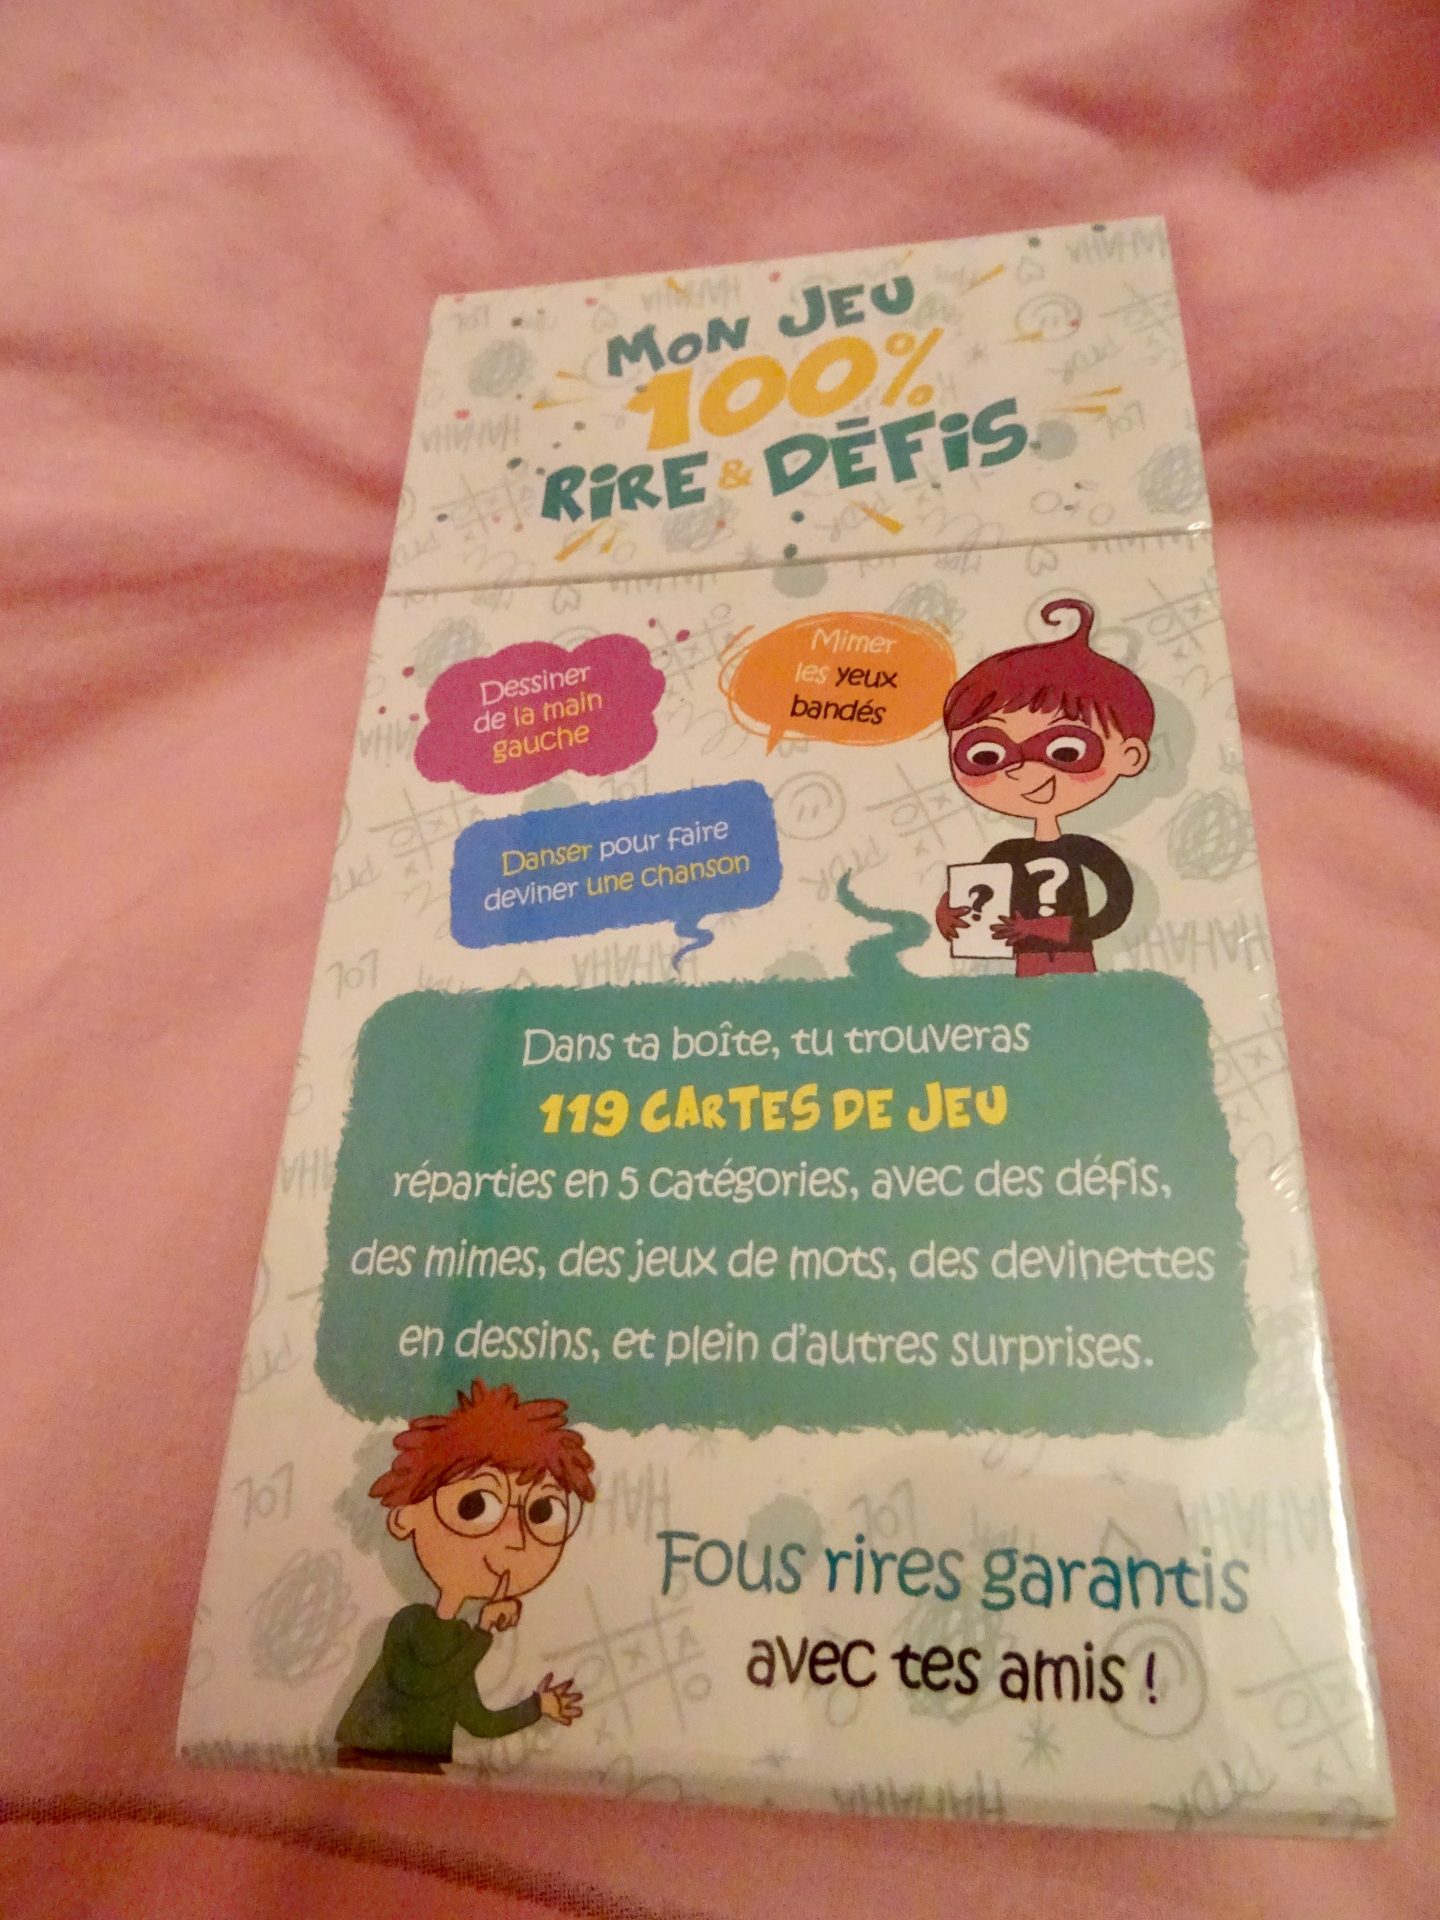 MON JEU
100%
RIRE & DÉFIS
Dessiner
de la main
gauche
Mimer
les yeux
bandés
Danser pour faire
deviner une chanson
?
?
Dans ta boîte, tu trouveras
119 CARTES DE JEU
réparties en 5 catégories, avec des défis,
des mimes, des jeux de mots, des devinettes
en dessins, et plein d'autres surprises.
Fous rires garantis
avec tes amis !